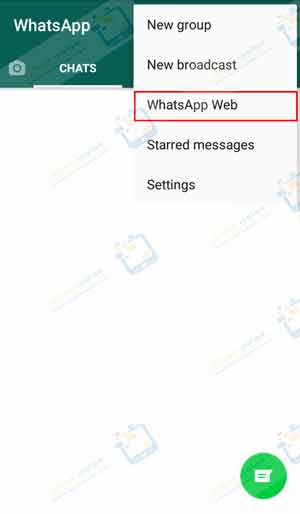 WhatsApp
New group
New broadcast
CHATS
WhatsApp Web
Starred messages
Settings